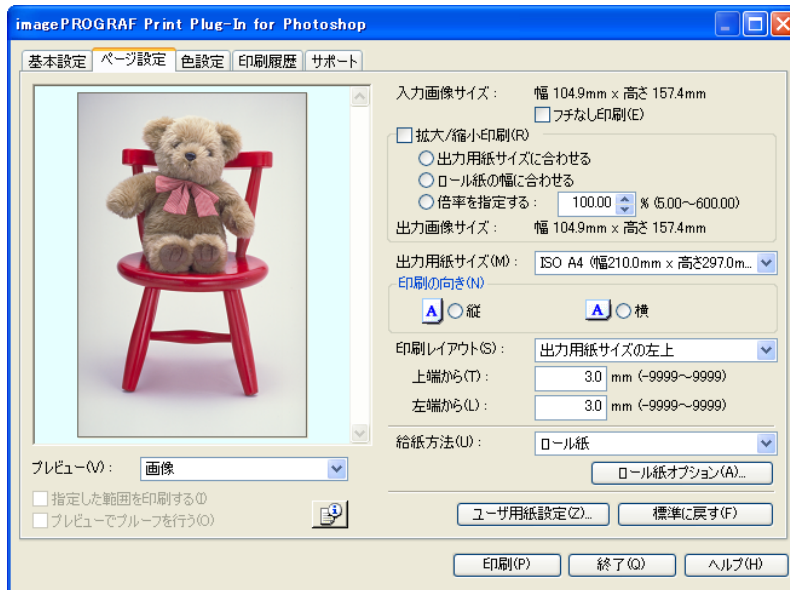 imagePROGRAF Print Plug-In for Photoshop
基本設定 ページ設定 色設定 印刷履歴 サポート
入力画像サイズ： 幅 104.9mm x 高さ 157.4mm
フチなし印刷(E)
拡大/縮小印刷(R)
出力用紙サイズに合わせる
ロール紙の幅に合わせる
倍率を指定する： 100.00 % (5.00～600.00)
出力画像サイズ： 幅 104.9mm x 高さ 157.4mm
出力用紙サイズ(M)： ISO A4 (幅210.0mm x 高さ297.0m...
印刷の向き(N)
A 縦 A 横
印刷レイアウト(S)： 出力用紙サイズの左上
上端から(T)： 3.0 mm (-9999～9999)
左端から(L)： 3.0 mm (-9999～9999)
給紙方法(U)： ロール紙
ロール紙オプション(A)...
プレビュー(V)： 画像
指定した範囲を印刷する(I)
プレビューでプルーフを行う(O)
ユーザ用紙設定(Z)... 標準に戻す(F)
印刷(P) 終了(Q) ヘルプ(H)